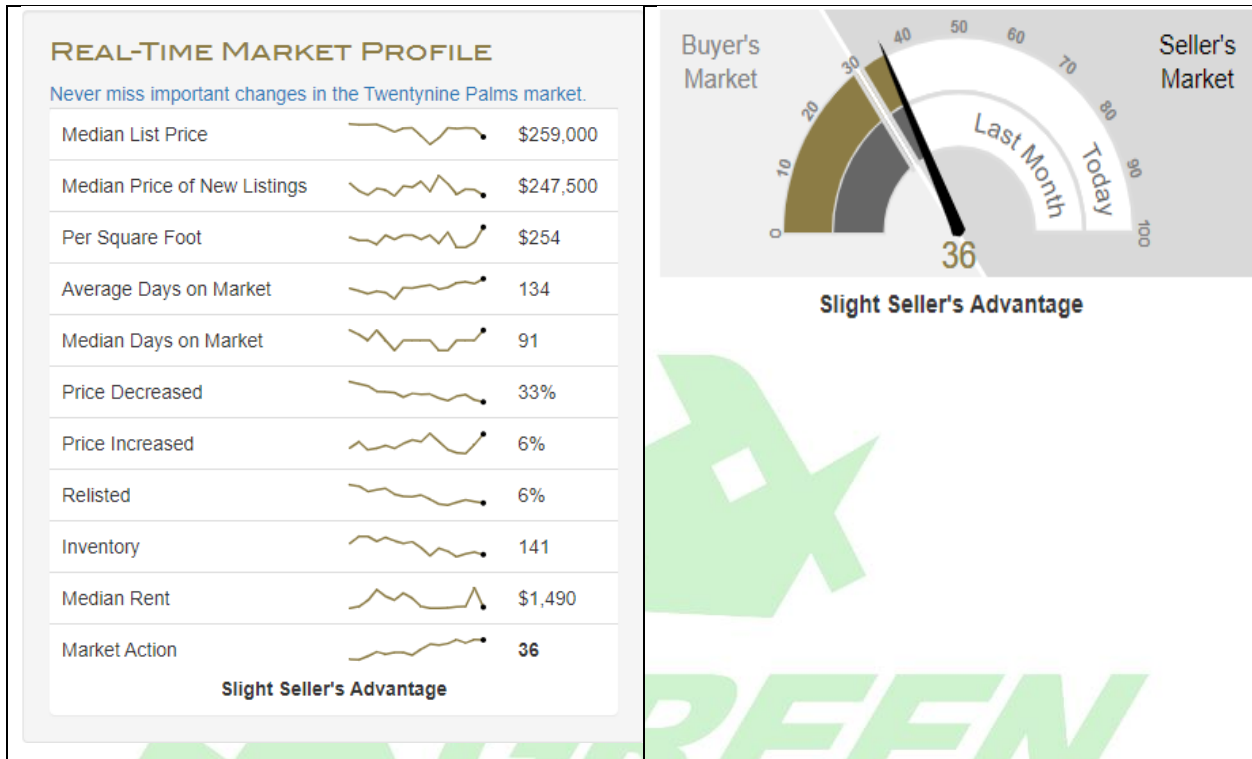 REAL-TIME MARKET PROFILE
Never miss important changes in the Twentynine Palms market.
Median List Price $259,000
Median Price of New Listings $247,500
Per Square Foot $254
Average Days on Market 134
Median Days on Market 91
Price Decreased 33%
Price Increased 6%
Relisted 6%
Inventory 141
Median Rent $1,490
Market Action 36
Slight Seller's Advantage
Buyer's
Market
Seller's
Market
0
10
20
30
40
50
60
70
80
90
100
Last Month
Today
36
Slight Seller's Advantage
GREEN